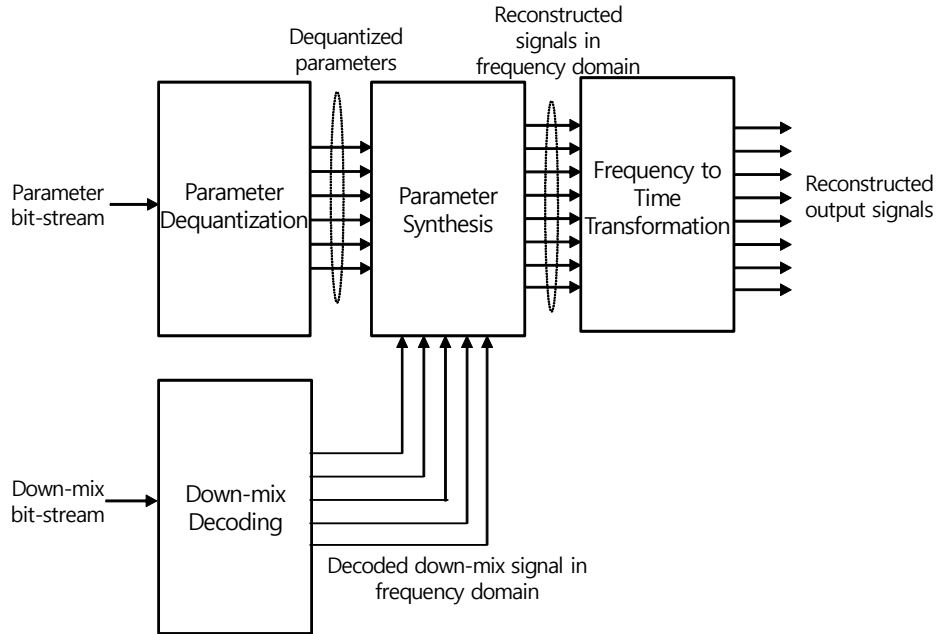 Dequantized
parameters
Reconstructed
signals in
frequency domain
Parameter
bit-stream
Parameter
Dequantization
Parameter
Synthesis
Frequency to
Time
Transformation
Reconstructed
output signals
Down-mix
bit-stream
Down-mix
Decoding
Decoded down-mix signal in
frequency domain